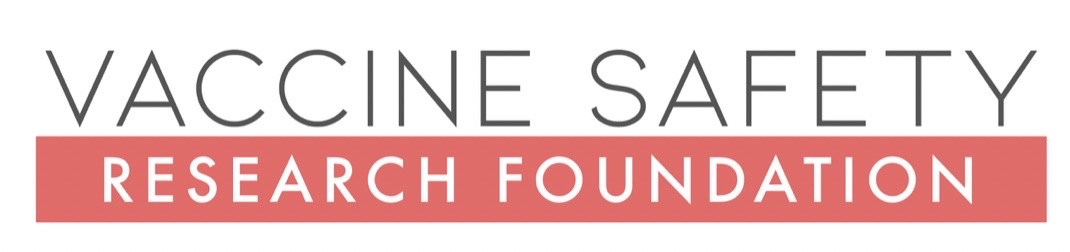 VACCINE SAFETY
RESEARCH FOUNDATION